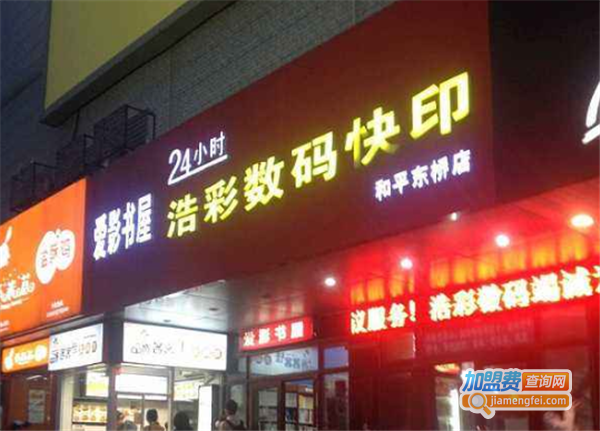 24小时
爱影书屋
浩彩数码快印
和平东桥店
爱影书屋
议服务！
浩彩数码竭诚
加盟费查询网
jiamengfei.com